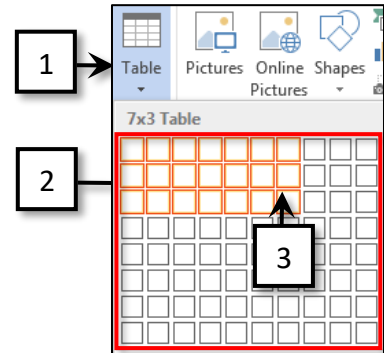 1
Table
Pictures
Online
Pictures
Shapes
7x3 Table
2
3